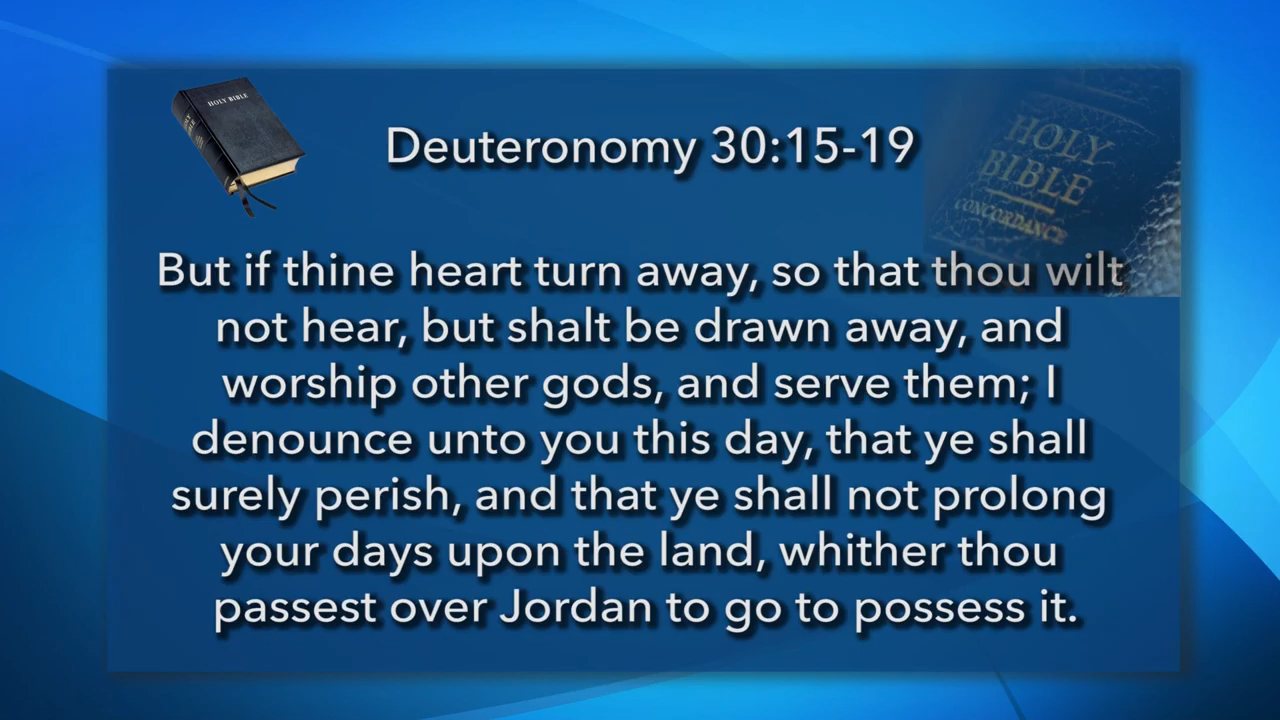 HOLY BIBLE
Deuteronomy 30:15-19
HOLY
BIBLE
CONCORDANCE
But if thine heart turn away, so that thou wilt
not hear, but shalt be drawn away, and
worship other gods, and serve them; I
denounce unto you this day, that ye shall
surely perish, and that ye shall not prolong
your days upon the land, whither thou
passest over Jordan to go to possess it.